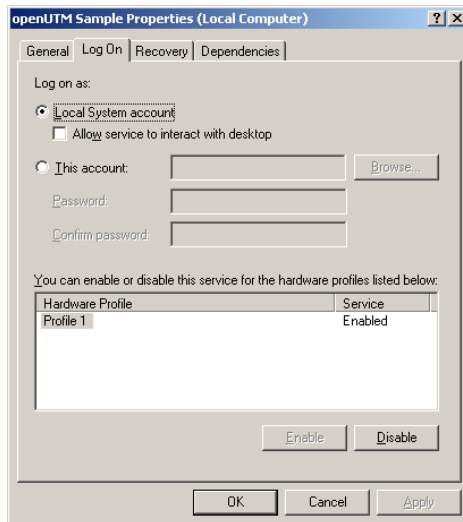 openUTM Sample Properties (Local Computer)
General Log On Recovery Dependencies
Log on as:
Local System account
Allow service to interact with desktop
This account: Browse...
Password:
Confirm password:
You can enable or disable this service for the hardware profiles listed below:
Hardware Profile Service
Profile 1 Enabled
Enable Disable
OK Cancel Apply